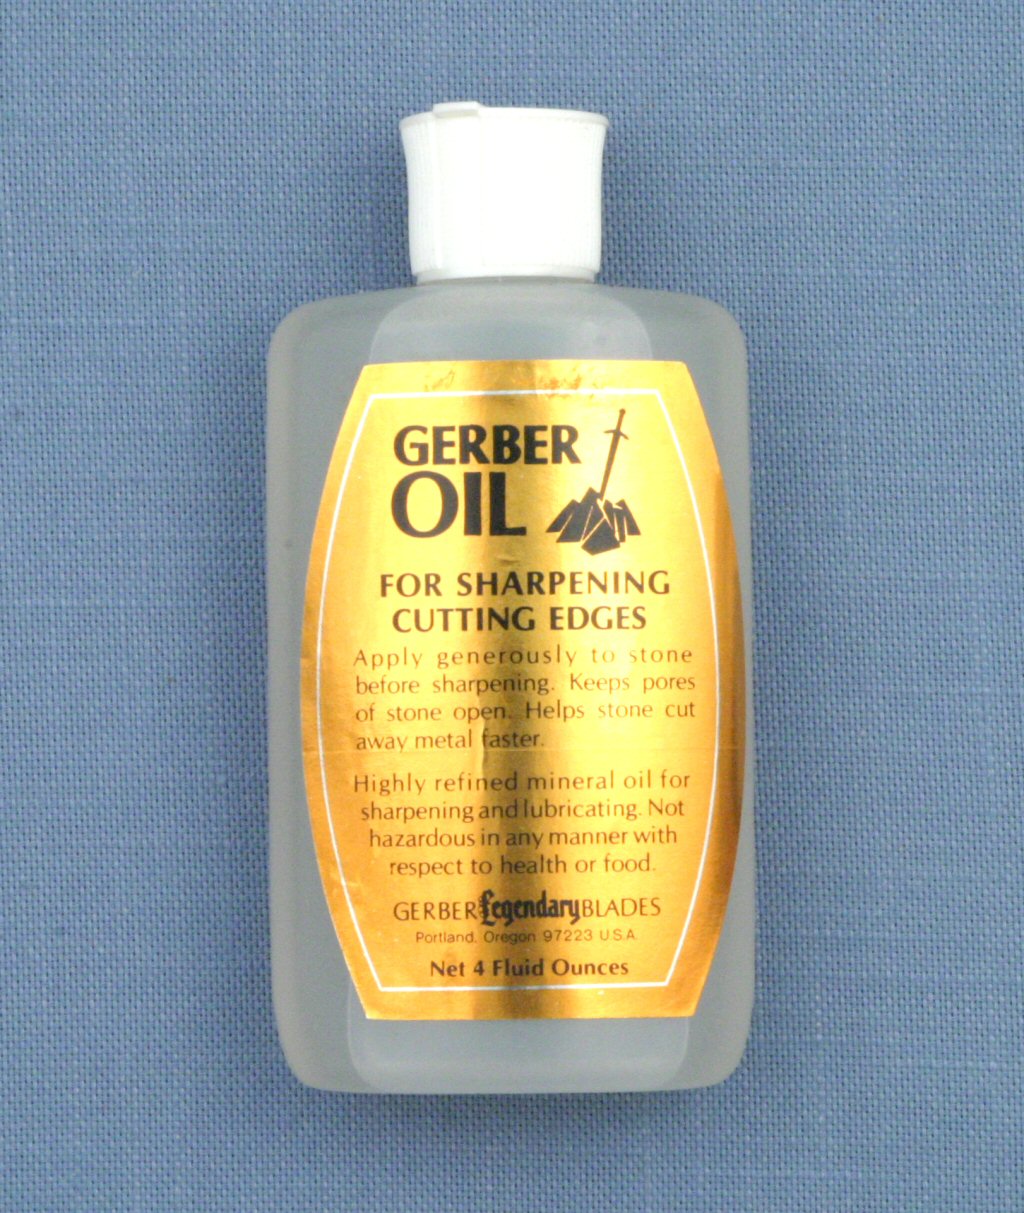 GERBER
OIL
FOR SHARPENING
CUTTING EDGES
Apply generously to stone
before sharpening. Keeps pores
of stone open. Helps stone cut
away metal faster.
Highly refined mineral oil for
sharpening and lubricating. Not
hazardous in any manner with
respect to health or food.
GERBER Legendary BLADES
Portland, Oregon 97223 U.S.A.
Net 4 Fluid Ounces